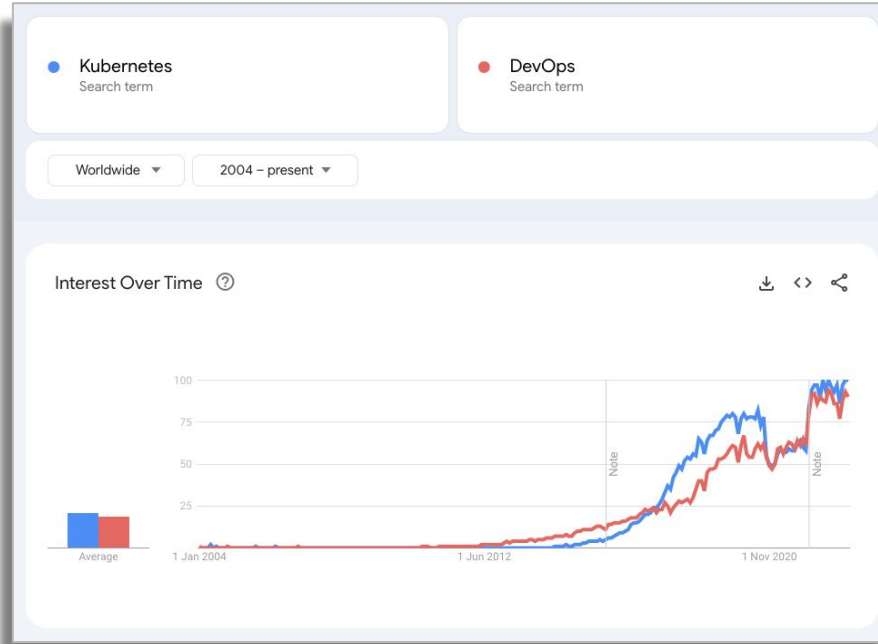 Kubernetes
Search term
DevOps
Search term
Worldwide
2004 – present
Interest Over Time
100
75
50
25
Note
Note
Average
1 Jan 2004
1 Jun 2012
1 Nov 2020